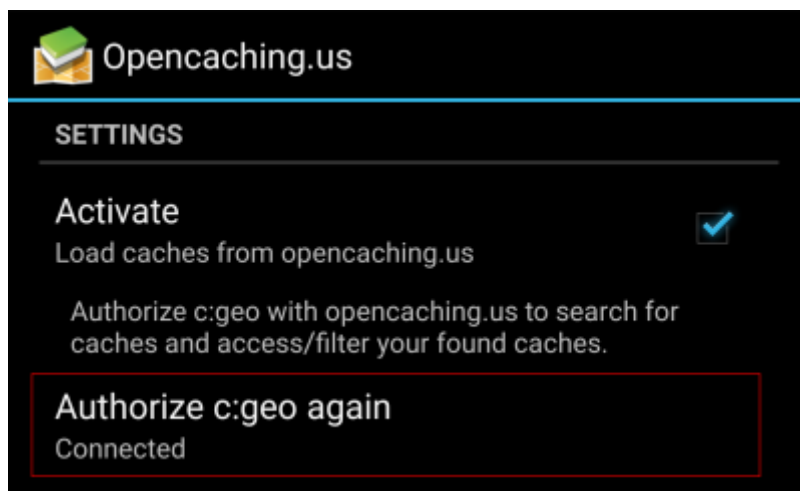 Opencaching.us
SETTINGS
Activate
Load caches from opencaching.us
Authorize c:geo with opencaching.us to search for
caches and access/filter your found caches.
Authorize c:geo again
Connected